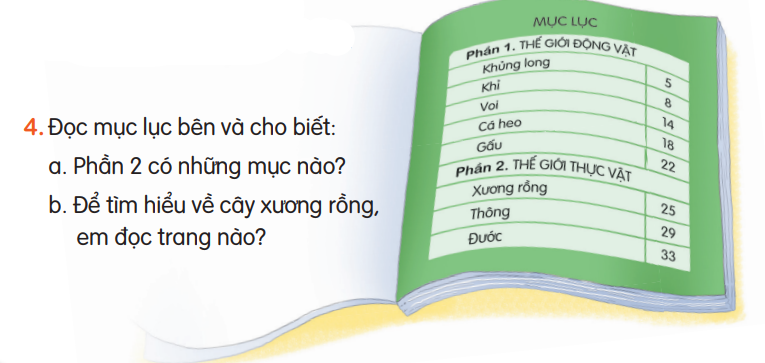 4. Đọc mục lục bên và cho biết:
a. Phần 2 có những mục nào?
b. Để tìm hiểu về cây xương rồng,
em đọc trang nào?
MỤC LỤC
Phần 1. THẾ GIỚI ĐỘNG VẬT
Khủng long 5
Khỉ 8
Voi 14
Cá heo 18
Gấu 22
Phần 2. THẾ GIỚI THỰC VẬT
Xương rồng 25
Thông 29
Đước 33